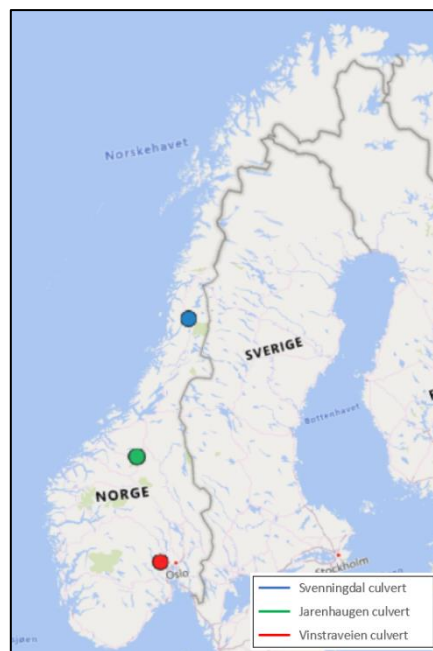 Norskehavet
SVERIGE
Bottenhavet
NORGE
Oslo
Stockholm
Svenningdal culvert
Jarenhaugen culvert
Vinstraveien culvert